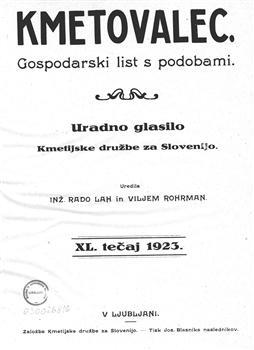 KMETOVALEC.
Gospodarski list s podobami.
Uradno glasilo
Kmetijske družbe za Slovenijo.
Uredila
INŽ. RADO LAH in VILJEM ROHRMAN.
XL. tečaj 1923.
030026816
V LJUBLJANI.
Založba Kmetijske družbe za Slovenijo. — Tisk Jos. Blasnika naslednikov.